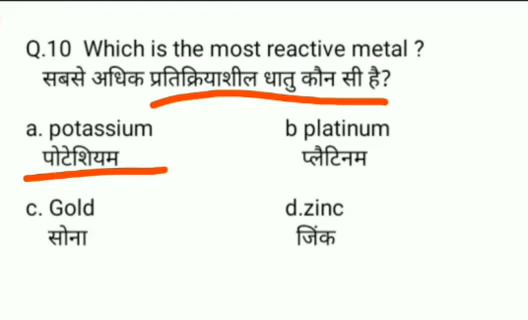 Q.10 Which is the most reactive metal ?
सबसे अधिक प्रतिक्रियाशील धातु कौन सी है?
a. potassium b platinum
पोटेशियम प्लैटिनम
c. Gold d.zinc
सोना जिंक